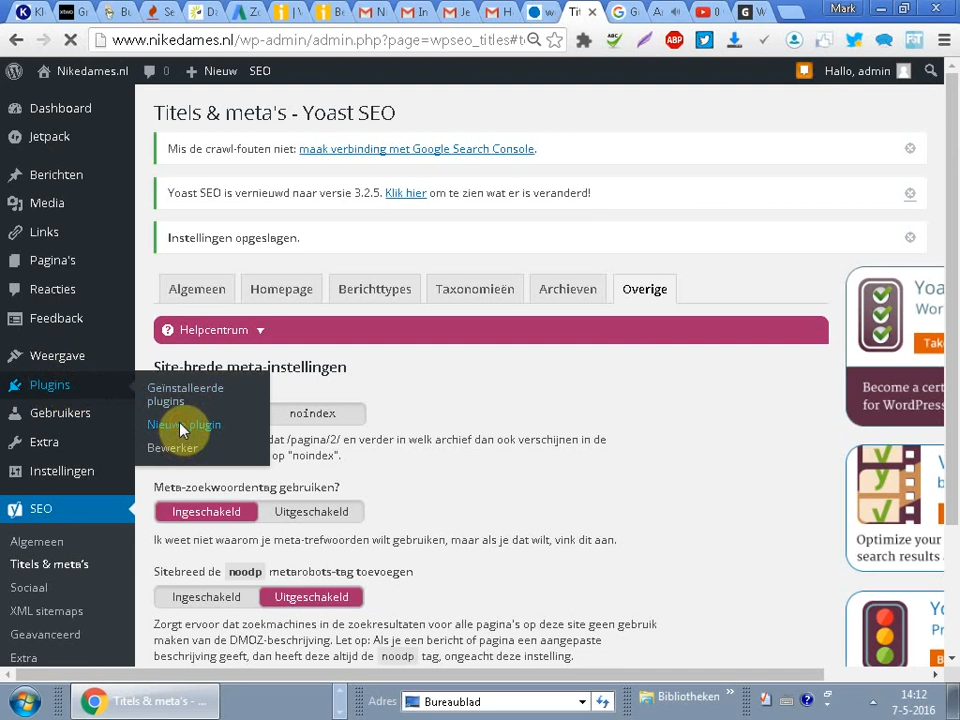 Mark
www.nikedames.nl/wp-admin/admin.php?page=wpseo_titles#t
Nikedames.nl
0
Nieuw
SEO
Hallo, admin
Dashboard
Jetpack
Berichten
Media
Links
Pagina's
Reacties
Feedback
Weergave
Plugins
Gebruikers
Extra
Instellingen
SEO
Algemeen
Titels & meta's
Sociaal
XML sitemaps
Geavanceerd
Extra
Geïnstalleerde
plugins
Nieuwe plugin
Bewerker
Titels & meta's - Yoast SEO
Mis de crawl-fouten niet: maak verbinding met Google Search Console.
Yoast SEO is vernieuwd naar versie 3.2.5. Klik hier om te zien wat er is veranderd!
Instellingen opgeslagen.
Algemeen
Homepage
Berichttypes
Taxonomieën
Archieven
Overige
Helpcentrum
Site-brede meta-instellingen
noindex
dat /pagina/2/ en verder in welk archief dan ook verschijnen in de
op "noindex".
Meta-zoekwoordentag gebruiken?
Ingeschakeld
Uitgeschakeld
Ik weet niet waarom je meta-trefwoorden wilt gebruiken, maar als je dat wilt, vink dit aan.
Sitebreed de noodp metarobots-tag toevoegen
Ingeschakeld
Uitgeschakeld
Zorgt ervoor dat zoekmachines in de zoekresultaten voor alle pagina's op deze site geen gebruik
maken van de DMOZ-beschrijving. Let op: Als je een bericht of pagina een aangepaste
beschrijving geeft, dan heeft deze altijd de noodp tag, ongeacht deze instelling.
Yoa
Wor
Take
Become a cert
for WordPress
Optimize your
search results
Titels & meta's - ...
Adres
Bureaublad
Bibliotheken
14:12
7-5-2016